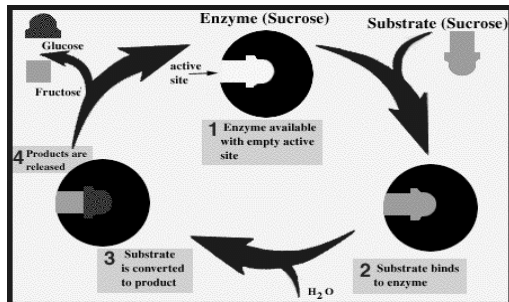 Enzyme (Sucrose)
Substrate (Sucrose)
Glucose
Fructose
active
site
1 Enzyme available
with empty active
site
4 Products are
released
3 Substrate
is converted
to product
2 Substrate binds
to enzyme
H₂O